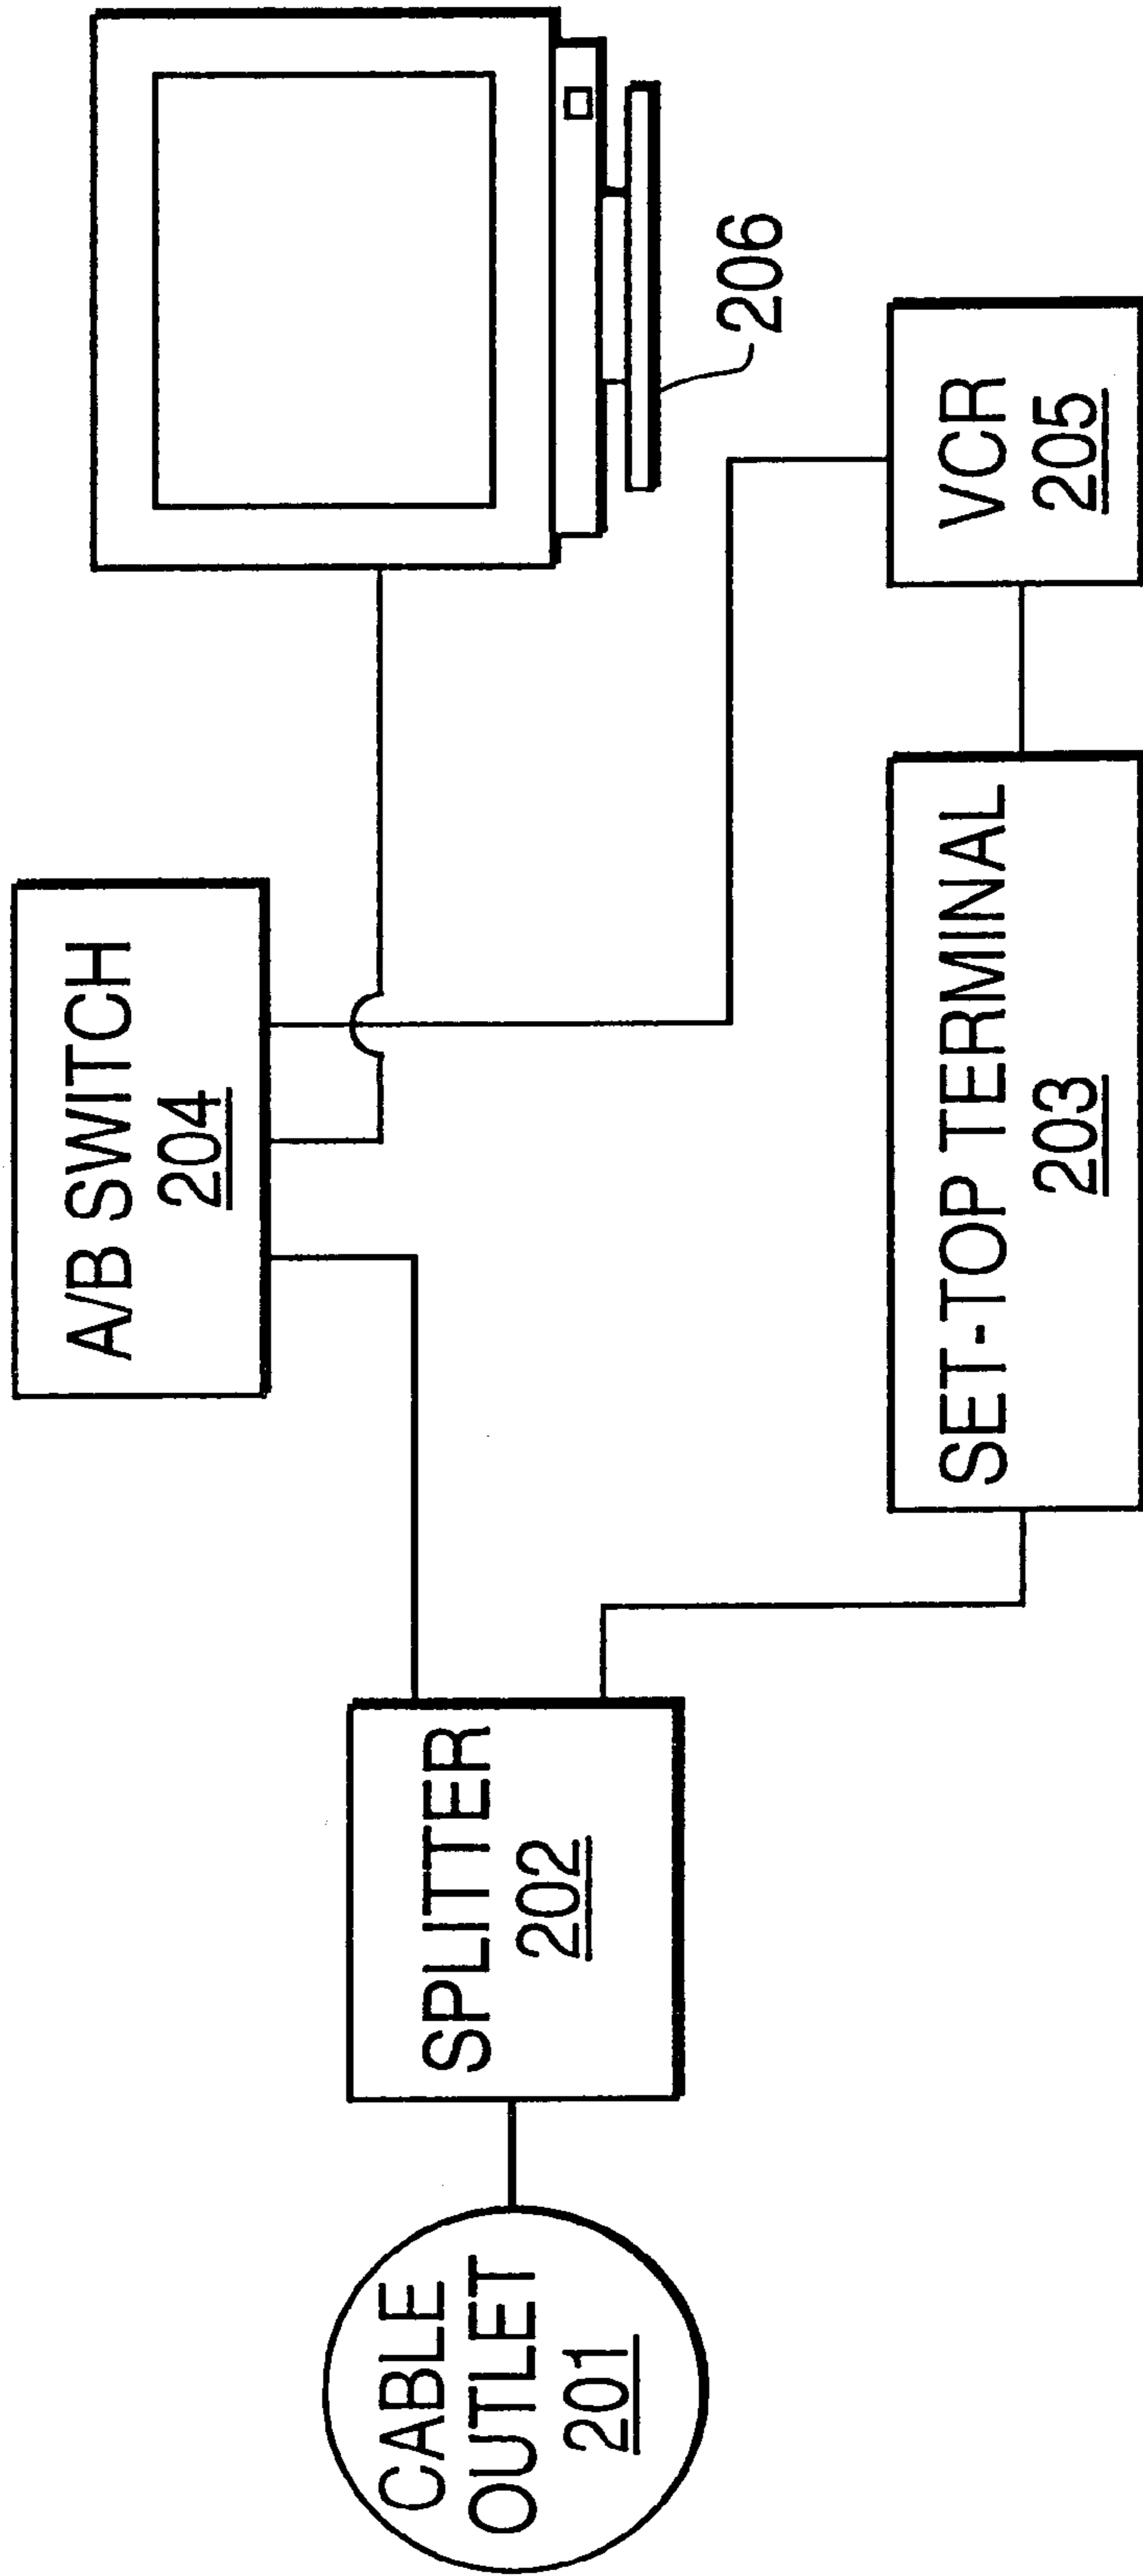 A/B SWITCH
204
206
SPLITTER
202
CABLE
OUTLET
201
SET-TOP TERMINAL
203
VCR
205